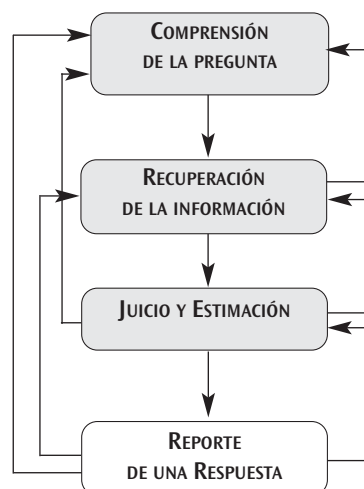 COMPRENSIÓN
DE LA PREGUNTA
RECUPERACIÓN
DE LA INFORMACIÓN
JUICIO Y ESTIMACIÓN
REPORTE
DE UNA RESPUESTA